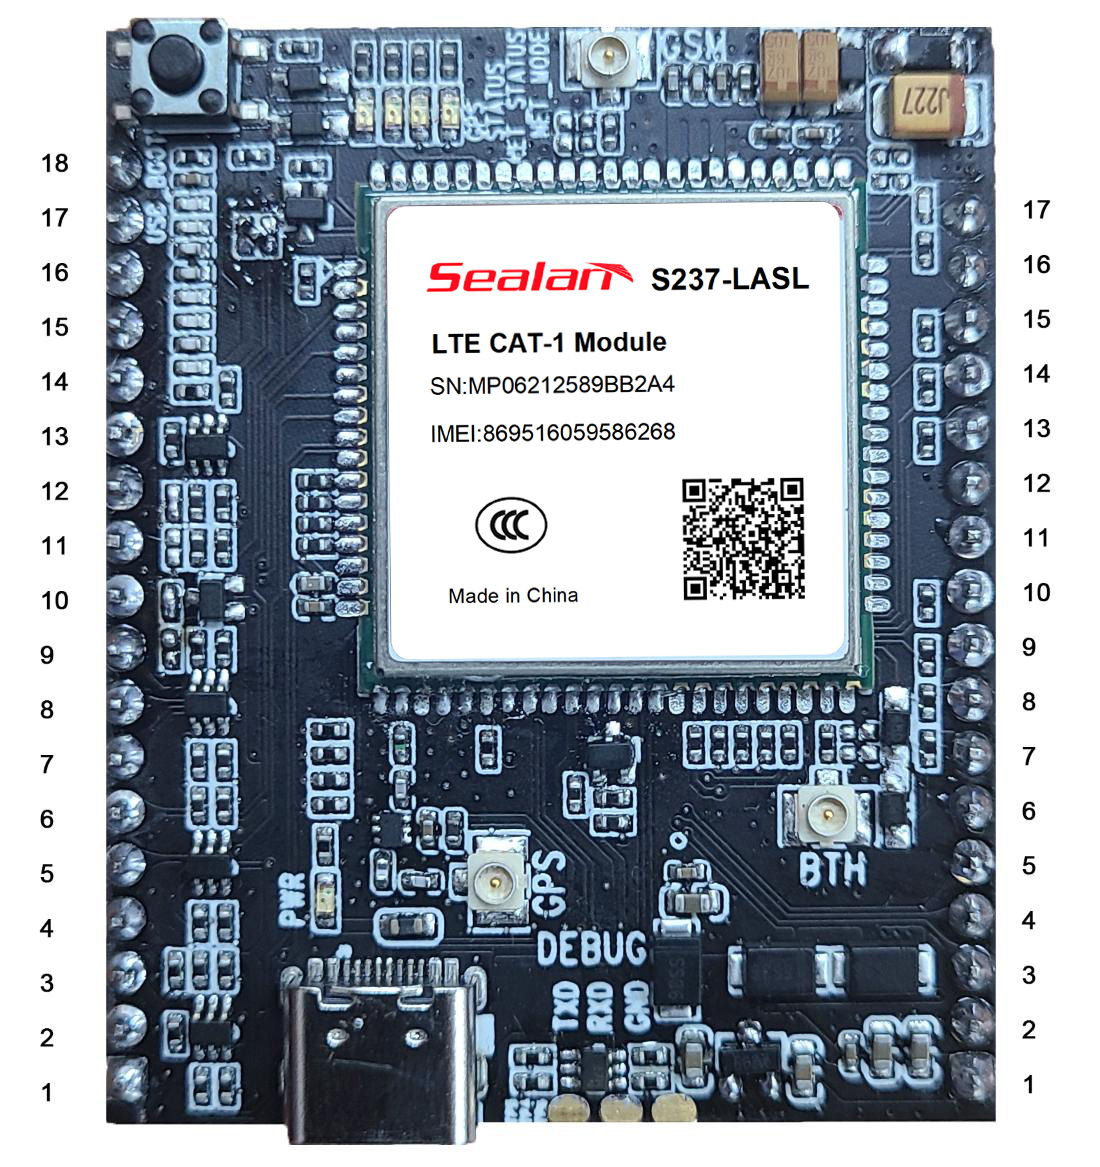 GSM
STATUS
NET STATUS
NET MODE
J227
BOOT
USB
Sealan S237-LASL
LTE CAT-1 Module
SN:MP06212589BB2A4
IMEI:869516059586268
CCC
Made in China
18
17
16
15
14
13
12
11
10
9
8
7
6
5
4
3
2
1
17
16
15
14
13
12
11
10
9
8
7
6
5
4
3
2
1
BTH
GPS
PWR
DEBUG
TXD
RXD
GND